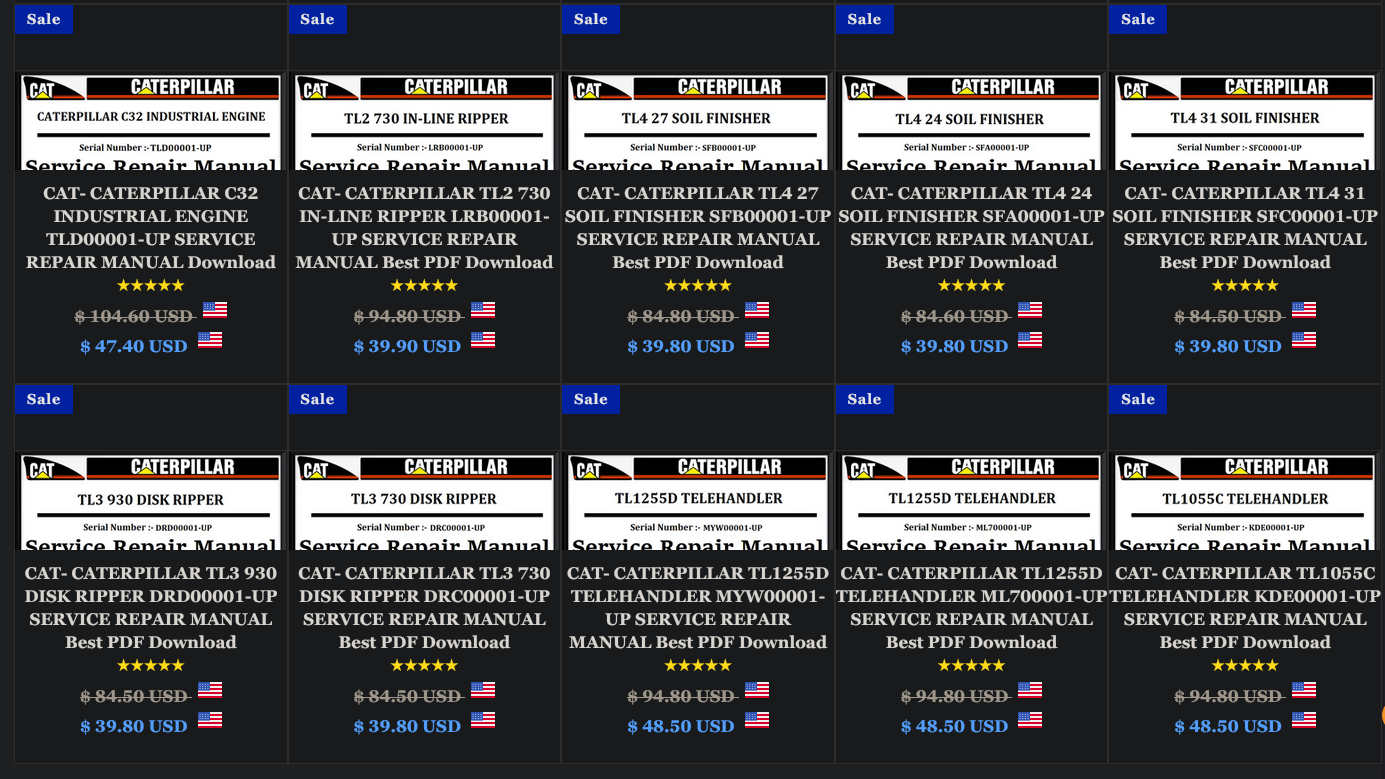 Sale
CAT CATERPILLAR
CATERPILLAR C32 INDUSTRIAL ENGINE
Serial Number :- TLD00001-UP
Service Repair Manual
CAT- CATERPILLAR C32
INDUSTRIAL ENGINE
TLD00001-UP SERVICE
REPAIR MANUAL Download
★★★★★
$ 104.60 USD
$ 47.40 USD
Sale
CAT CATERPILLAR
TL2 730 IN-LINE RIPPER
Serial Number :- LRB00001-UP
Service Repair Manual
CAT- CATERPILLAR TL2 730
IN-LINE RIPPER LRB00001-
UP SERVICE REPAIR
MANUAL Best PDF Download
★★★★★
$ 94.80 USD
$ 39.90 USD
Sale
CAT CATERPILLAR
TL4 27 SOIL FINISHER
Serial Number :- SFB00001-UP
Service Repair Manual
CAT- CATERPILLAR TL4 27
SOIL FINISHER SFB00001-UP
SERVICE REPAIR MANUAL
Best PDF Download
★★★★★
$ 84.80 USD
$ 39.80 USD
Sale
CAT CATERPILLAR
TL4 24 SOIL FINISHER
Serial Number :- SFA00001-UP
Service Repair Manual
CAT- CATERPILLAR TL4 24
SOIL FINISHER SFA00001-UP
SERVICE REPAIR MANUAL
Best PDF Download
★★★★★
$ 84.60 USD
$ 39.80 USD
Sale
CAT CATERPILLAR
TL4 31 SOIL FINISHER
Serial Number :- SFC00001-UP
Service Repair Manual
CAT- CATERPILLAR TL4 31
SOIL FINISHER SFC00001-UP
SERVICE REPAIR MANUAL
Best PDF Download
★★★★★
$ 84.50 USD
$ 39.80 USD
Sale
CAT CATERPILLAR
TL3 930 DISK RIPPER
Serial Number :- DRD00001-UP
Service Repair Manual
CAT- CATERPILLAR TL3 930
DISK RIPPER DRD00001-UP
SERVICE REPAIR MANUAL
Best PDF Download
★★★★★
$ 84.50 USD
$ 39.80 USD
Sale
CAT CATERPILLAR
TL3 730 DISK RIPPER
Serial Number :- DRC00001-UP
Service Repair Manual
CAT- CATERPILLAR TL3 730
DISK RIPPER DRC00001-UP
SERVICE REPAIR MANUAL
Best PDF Download
★★★★★
$ 84.50 USD
$ 39.80 USD
Sale
CAT CATERPILLAR
TL1255D TELEHANDLER
Serial Number :- MYW00001-UP
Service Repair Manual
CAT- CATERPILLAR TL1255D
TELEHANDLER MYW00001-
UP SERVICE REPAIR
MANUAL Best PDF Download
★★★★★
$ 94.80 USD
$ 48.50 USD
Sale
CAT CATERPILLAR
TL1255D TELEHANDLER
Serial Number :- ML700001-UP
Service Repair Manual
CAT- CATERPILLAR TL1255D
TELEHANDLER ML700001-UP
SERVICE REPAIR MANUAL
Best PDF Download
★★★★★
$ 94.80 USD
$ 48.50 USD
Sale
CAT CATERPILLAR
TL1055C TELEHANDLER
Serial Number :- KDE00001-UP
Service Repair Manual
CAT- CATERPILLAR TL1055C
TELEHANDLER KDE00001-UP
SERVICE REPAIR MANUAL
Best PDF Download
★★★★★
$ 94.80 USD
$ 48.50 USD